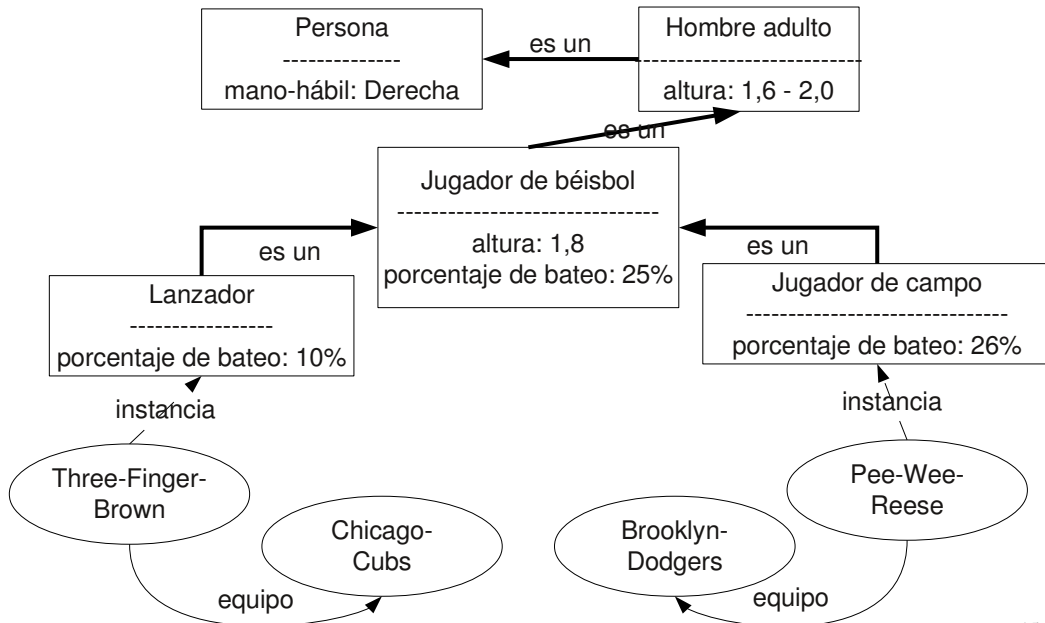 Persona
---------------
mano-hábil: Derecha
es un
Hombre adulto
-----------------------------
altura: 1,6 - 2,0
es un
Jugador de béisbol
---------------------------------
altura: 1,8
porcentaje de bateo: 25%
es un
es un
Lanzador
------------------
porcentaje de bateo: 10%
Jugador de campo
-------------------------------------
porcentaje de bateo: 26%
instancia
instancia
Three-Finger-
Brown
Chicago-
Cubs
Brooklyn-
Dodgers
Pee-Wee-
Reese
equipo
equipo